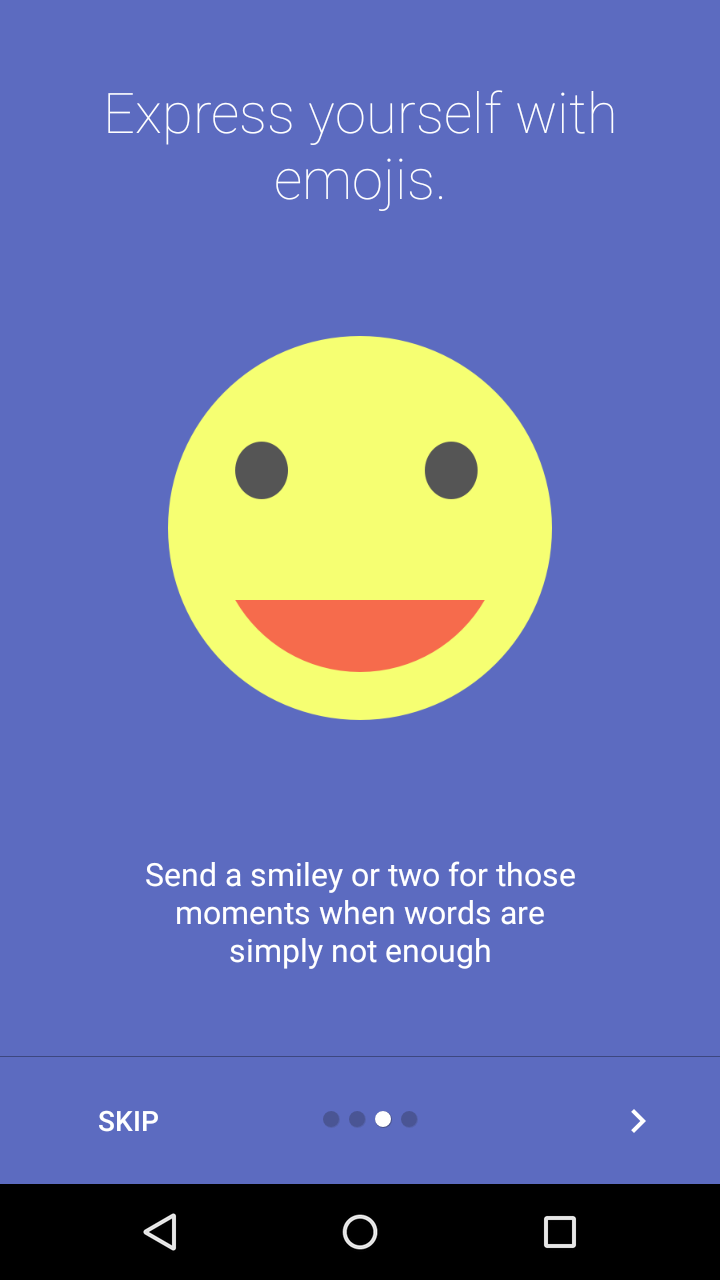 Express yourself with
emojis.
Send a smiley or two for those
moments when words are
simply not enough
SKIP